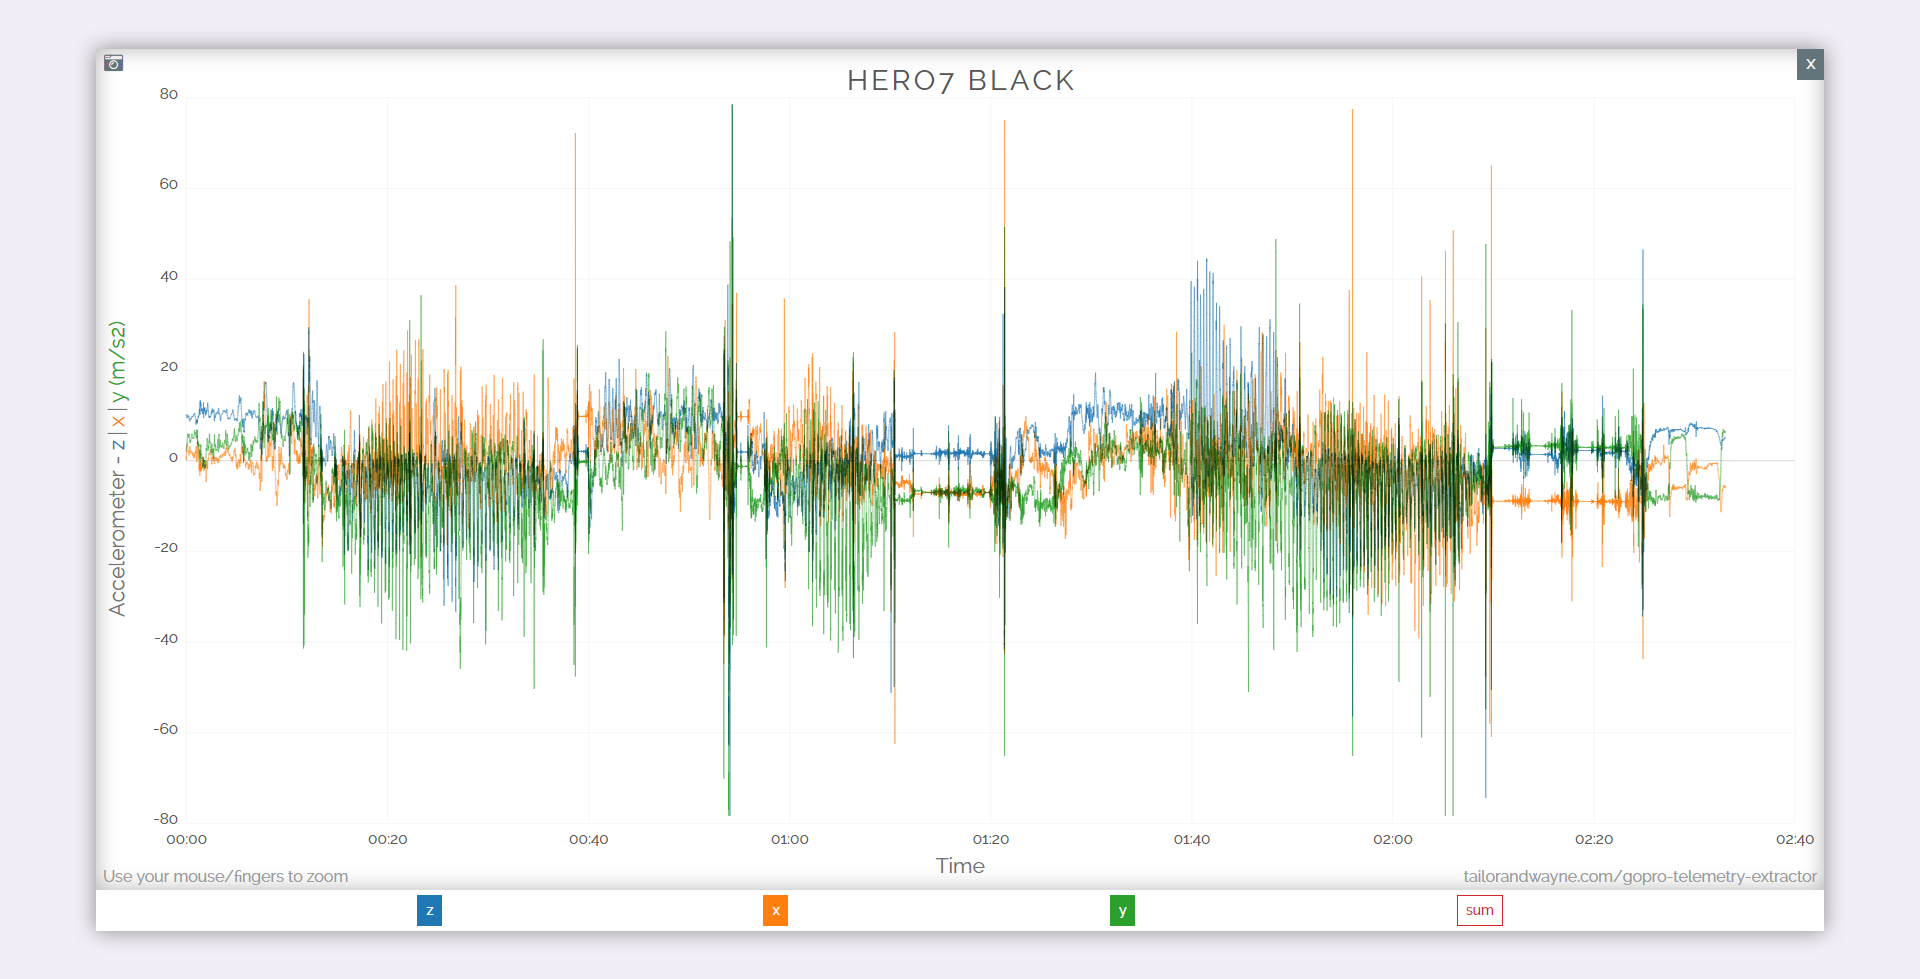 HERO7 BLACK
X
80
60
40
20
0
-20
-40
-60
-80
Accelerometer - z | x | y (m/s2)
00:00 00:20 00:40 01:00 01:20 01:40 02:00 02:20 02:40
Time
Use your mouse/fingers to zoom
tailorandwayne.com/gopro-telemetry-extractor
z x y sum